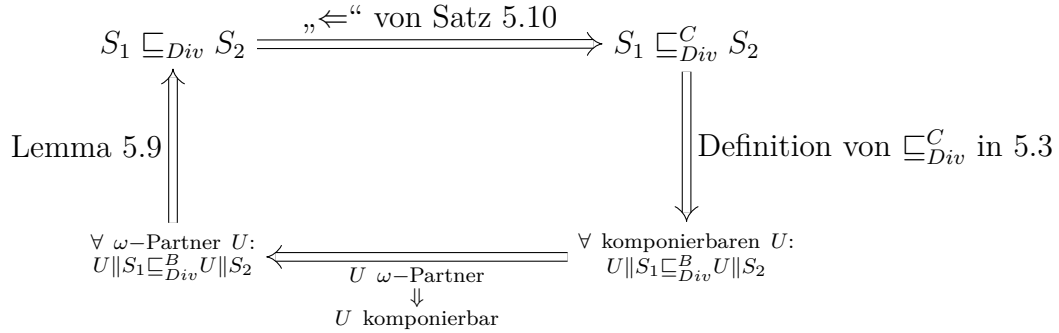 „⇐“ von Satz 5.10
S₁ ⊑_Div S₂
S₁ ⊑^C_Div S₂
Lemma 5.9
Definition von ⊑^C_Div in 5.3
∀ ω−Partner U:
U∥S₁⊑^B_Div U∥S₂
∀ komponierbaren U:
U∥S₁⊑^B_Div U∥S₂
U ω−Partner
⇓
U komponierbar